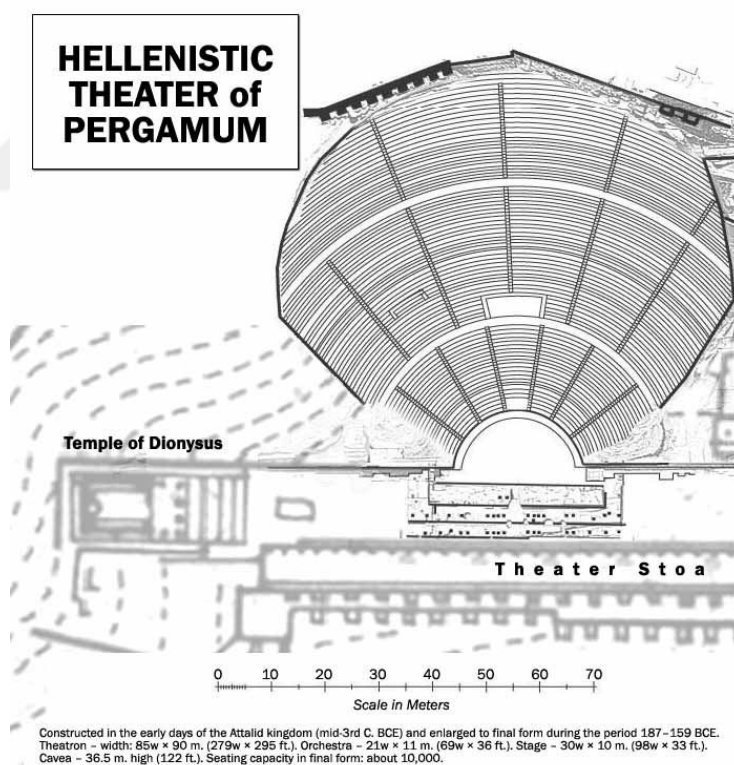 HELLENISTIC
THEATER of
PERGAMUM
Temple of Dionysus
Theater Stoa
0 10 20 30 40 50 60 70
Scale in Meters
Constructed in the early days of the Attalid kingdom (mid-3rd C. BCE) and enlarged to final form during the period 187–159 BCE.
Theatron – width: 85w × 90 m. (279w × 295 ft.). Orchestra – 21w × 11 m. (69w × 36 ft.). Stage – 30w × 10 m. (98w × 33 ft.).
Cavea – 36.5 m. high (122 ft.). Seating capacity in final form: about 10,000.